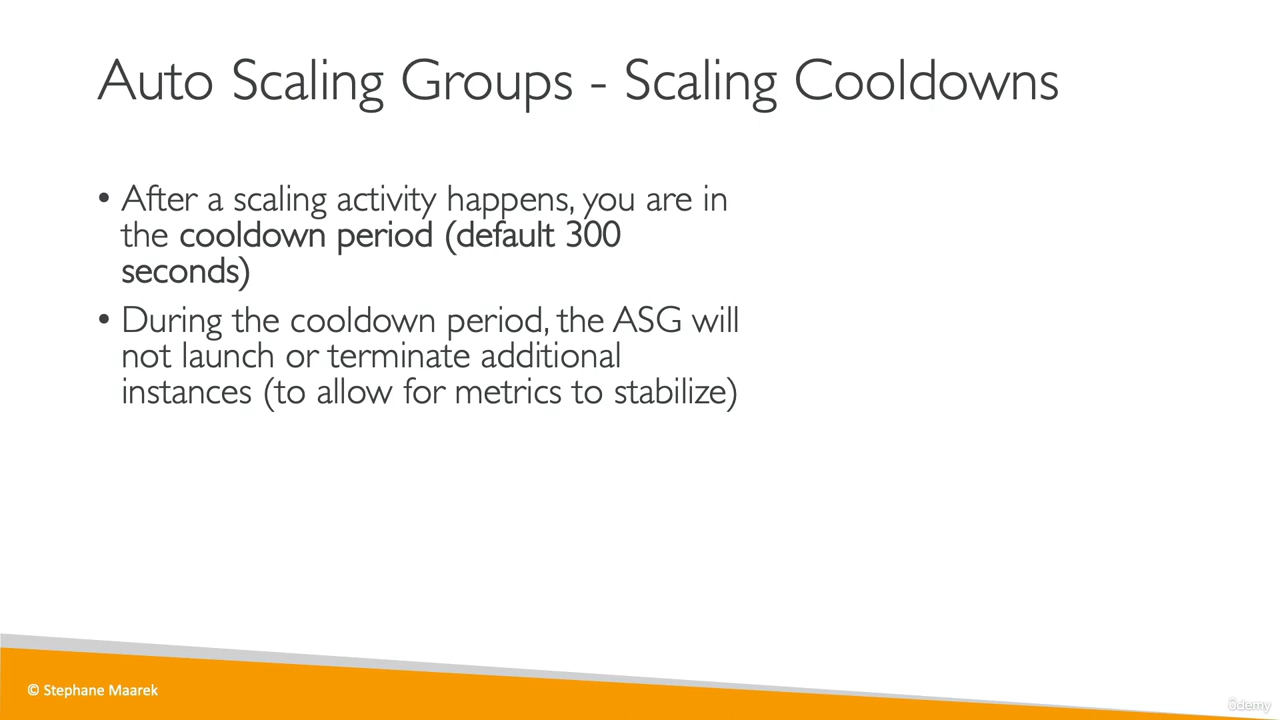 Auto Scaling Groups - Scaling Cooldowns
• After a scaling activity happens, you are in
the cooldown period (default 300
seconds)
• During the cooldown period, the ASG will
not launch or terminate additional
instances (to allow for metrics to stabilize)
© Stephane Maarek
ûdemy